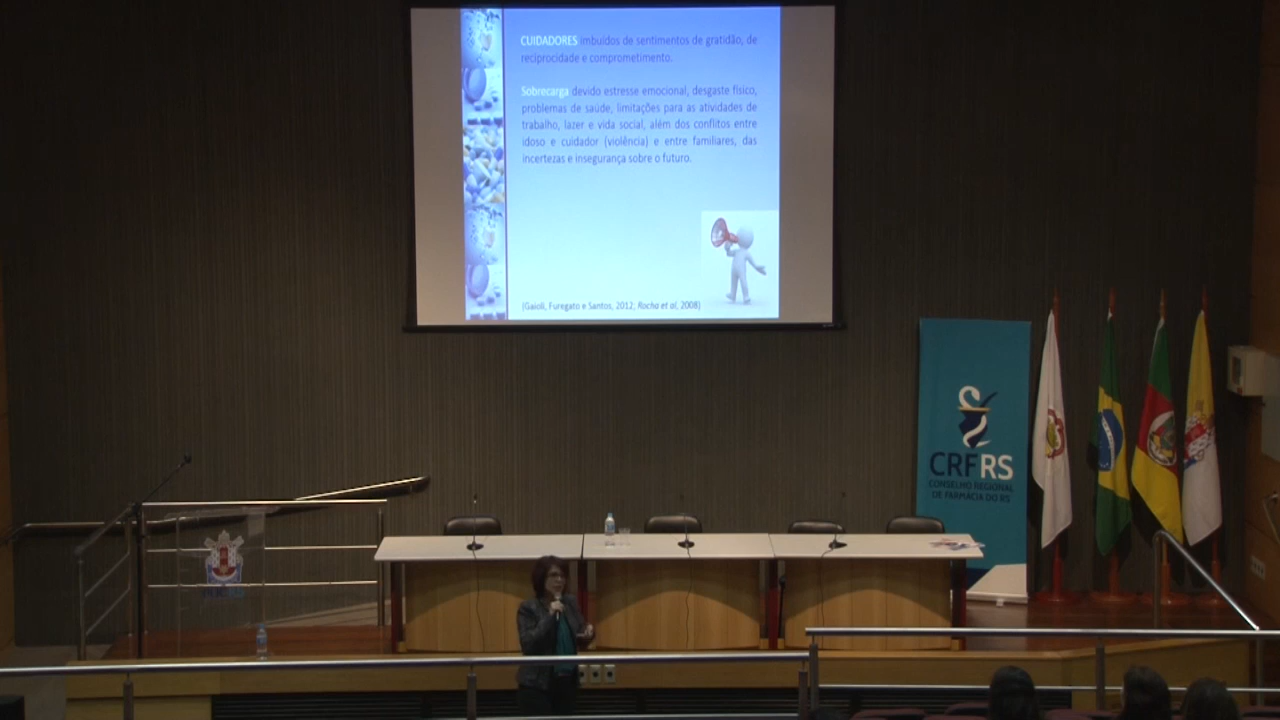 CUIDADORES imbuídos de sentimentos de gratidão, de
reciprocidade e comprometimento.
Sobrecarga devido estresse emocional, desgaste físico,
problemas de saúde, limitações para as atividades de
trabalho, lazer e vida social, além dos conflitos entre
idoso e cuidador (violência) e entre familiares, das
incertezas e insegurança sobre o futuro.
(Gaioli, Furegato e Santos, 2012; Rocha et al, 2008)
CRFRS
CONSELHO REGIONAL
DE FARMÁCIA DO RS